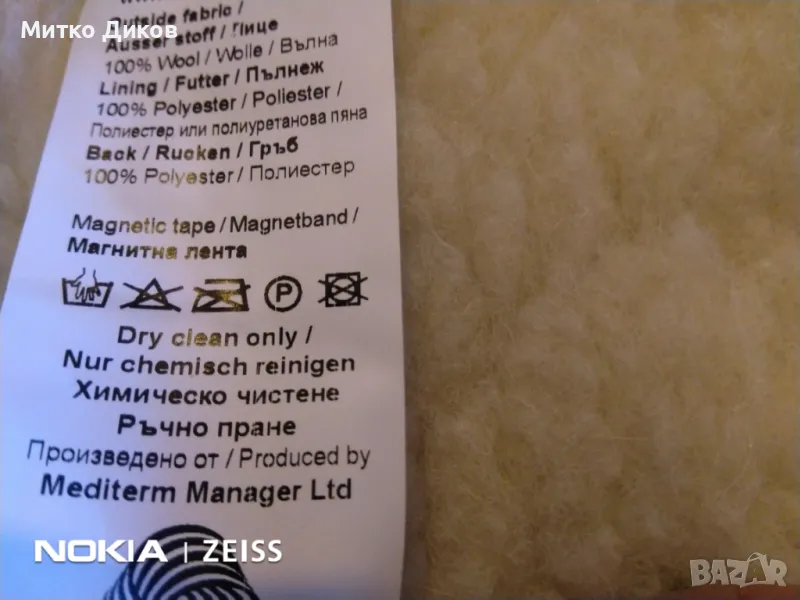 Митко Диков
Outside fabric /
Ausser stoff / Лице
100% Wool / Wolle / Вълна
Lining / Futter / Пълнеж
100% Polyester / Poliester /
Полиестер или полиуретанова пяна
Back / Rucken / Гръб
100% Polyester / Полиестер
Magnetic tape / Magnetband /
Магнитна лента
P
Dry clean only /
Nur chemisch reinigen
Химическо чистене
Ръчно пране
Произведено от / Produced by
Mediterm Manager Ltd
NOKIA | ZEISS
BAZAR